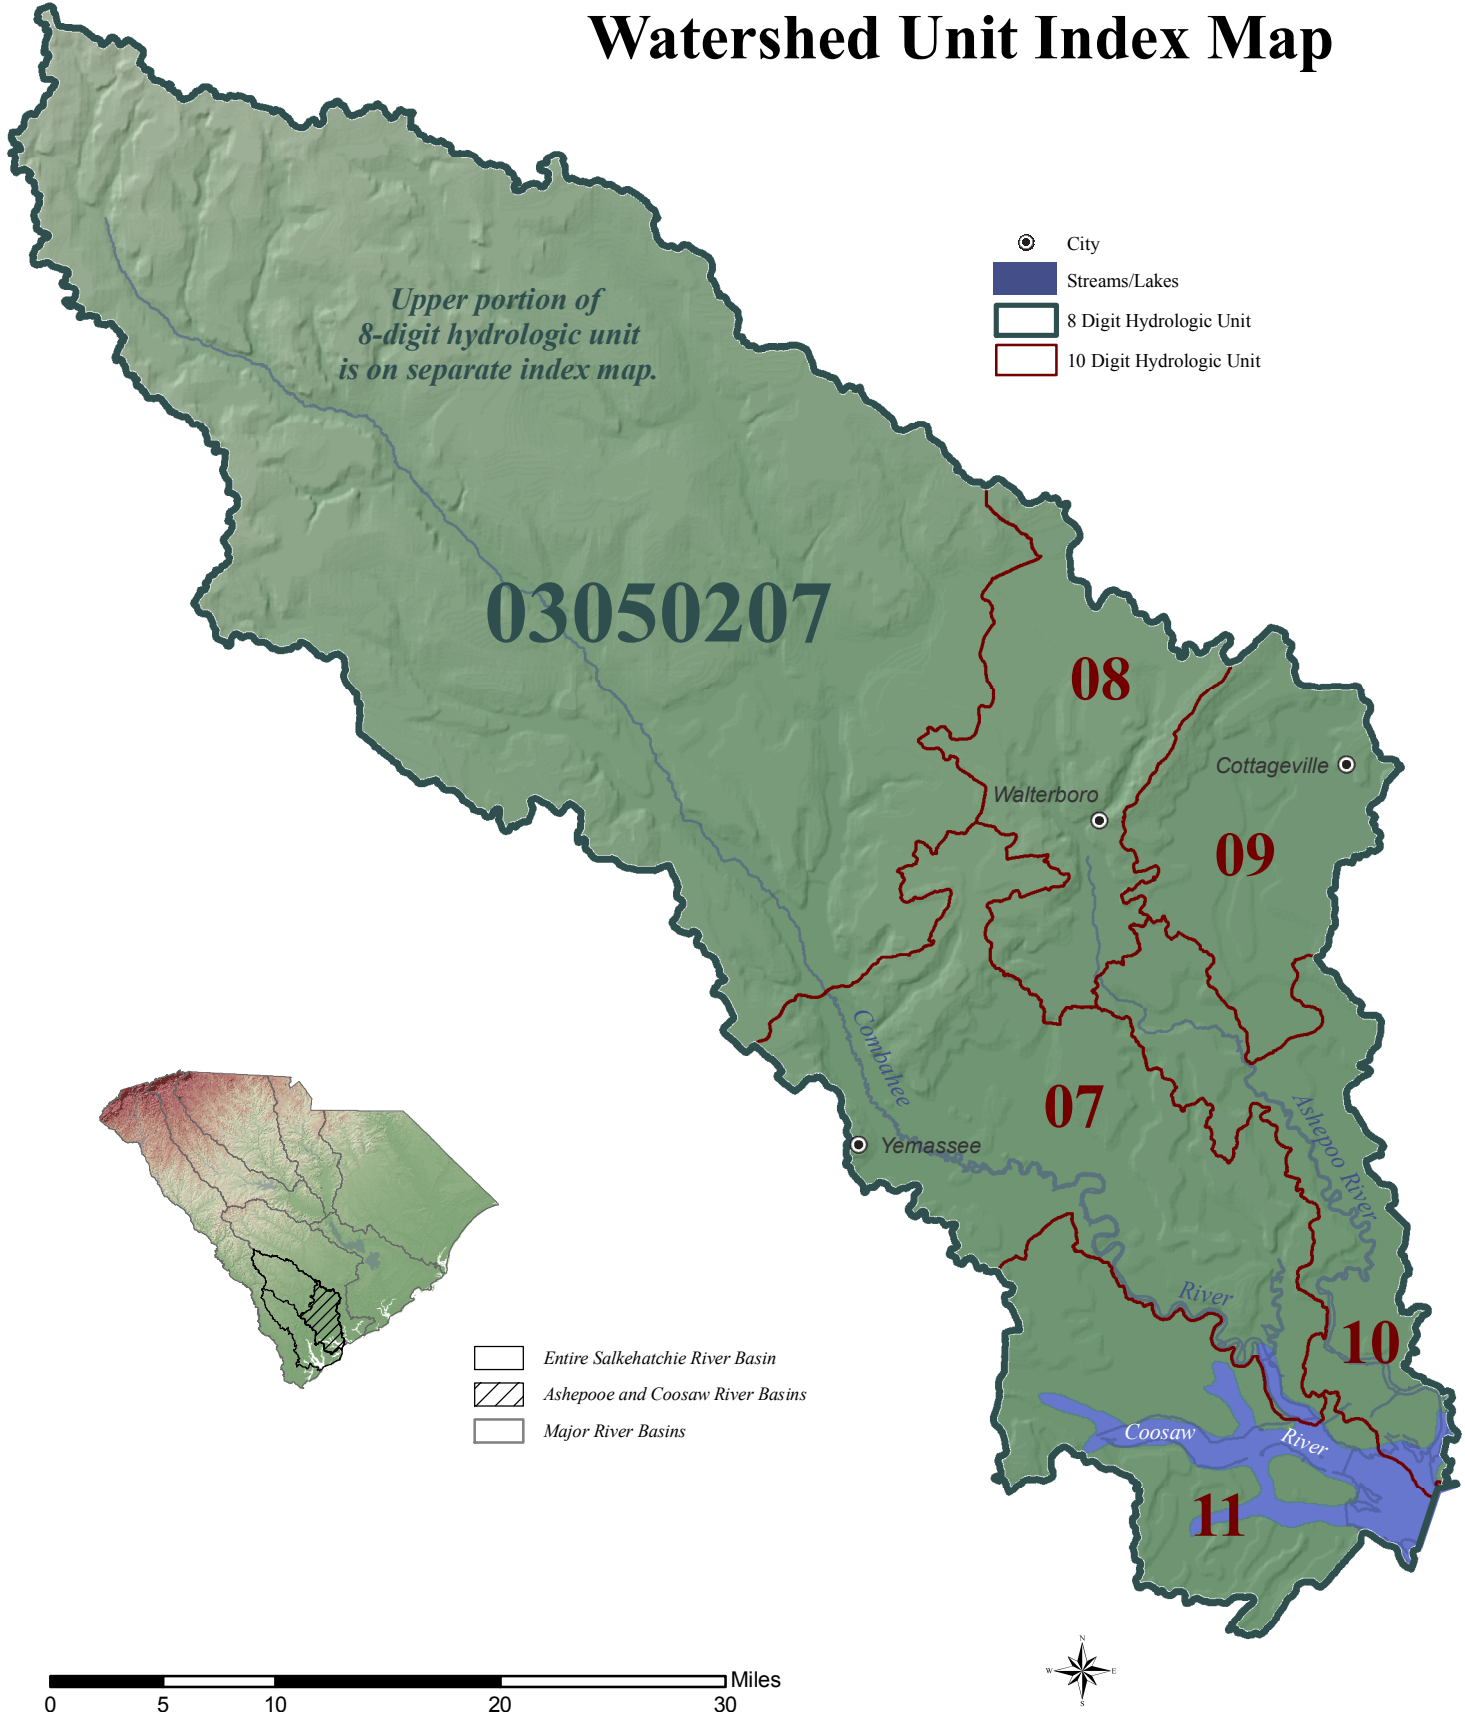 Watershed Unit Index Map
City
Streams/Lakes
8 Digit Hydrologic Unit
10 Digit Hydrologic Unit
Upper portion of
8-digit hydrologic unit
is on separate index map.
03050207
08
Cottageville
Walterboro
09
Combahee
07
Ashepoo River
Yemassee
River
10
Coosaw
River
11
Entire Salkehatchie River Basin
Ashepooe and Coosaw River Basins
Major River Basins
N
W
E
S
Miles
0 5 10 20 30